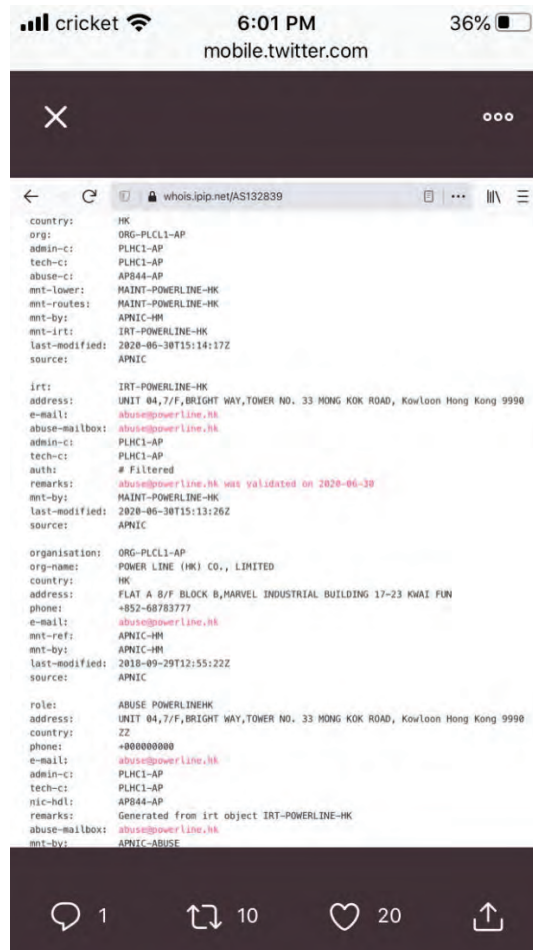 cricket 6:01 PM 36%
mobile.twitter.com
whois.ipip.net/AS132839
country: HK
org: ORG-PLCL1-AP
admin-c: PLHC1-AP
tech-c: PLHC1-AP
abuse-c: AP844-AP
mnt-lower: MAINT-POWERLINE-HK
mnt-routes: MAINT-POWERLINE-HK
mnt-by: APNIC-HM
mnt-irt: IRT-POWERLINE-HK
last-modified: 2020-06-30T15:14:17Z
source: APNIC
irt: IRT-POWERLINE-HK
address: UNIT 04,7/F,BRIGHT WAY,TOWER NO. 33 MONG KOK ROAD, Kowloon Hong Kong 9990
e-mail: abuse@powerline.hk
abuse-mailbox: abuse@powerline.hk
admin-c: PLHC1-AP
tech-c: PLHC1-AP
auth: # Filtered
remarks: abuse@powerline.hk was validated on 2020-06-30
mnt-by: MAINT-POWERLINE-HK
last-modified: 2020-06-30T15:13:26Z
source: APNIC
organisation: ORG-PLCL1-AP
org-name: POWER LINE (HK) CO., LIMITED
country: HK
address: FLAT A 8/F BLOCK B,MARVEL INDUSTRIAL BUILDING 17-23 KWAI FUN
phone: +852-68783777
e-mail: abuse@powerline.hk
mnt-ref: APNIC-HM
mnt-by: APNIC-HM
last-modified: 2018-09-29T12:55:22Z
source: APNIC
role: ABUSE POWERLINEHK
address: UNIT 04,7/F,BRIGHT WAY,TOWER NO. 33 MONG KOK ROAD, Kowloon Hong Kong 9990
country: ZZ
phone: +000000000
e-mail: abuse@powerline.hk
admin-c: PLHC1-AP
tech-c: PLHC1-AP
nic-hdl: AP844-AP
remarks: Generated from irt object IRT-POWERLINE-HK
abuse-mailbox: abuse@powerline.hk
mnt-by: APNIC-ABUSE
1 10 20